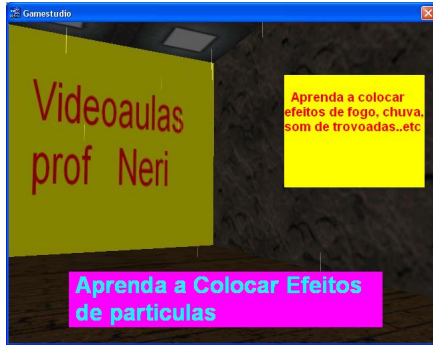 Gamestudio
Videoaulas
prof Neri
Aprenda a colocar
efeitos de fogo, chuva,
som de trovoadas..etc
Aprenda a Colocar Efeitos
de particulas